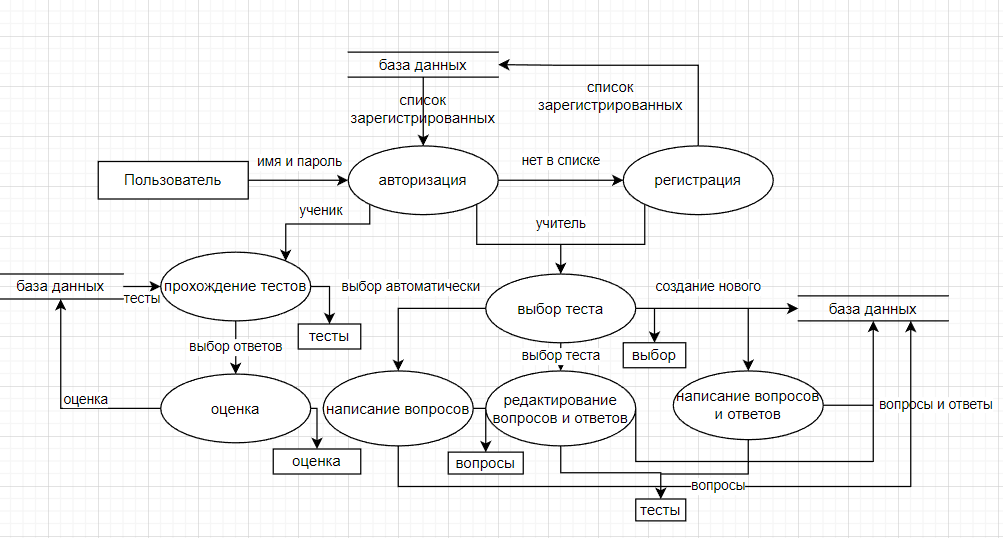 база данных
список
зарегистрированных
список
зарегистрированных
имя и пароль
нет в списке
Пользователь
авторизация
регистрация
ученик
учитель
база данных
тесты
прохождение тестов
выбор автоматически
создание нового
выбор теста
база данных
тесты
выбор ответов
выбор теста
выбор
оценка
оценка
написание вопросов
редактирование
вопросов и ответов
написание вопросов
и ответов
вопросы и ответы
оценка
вопросы
вопросы
тесты